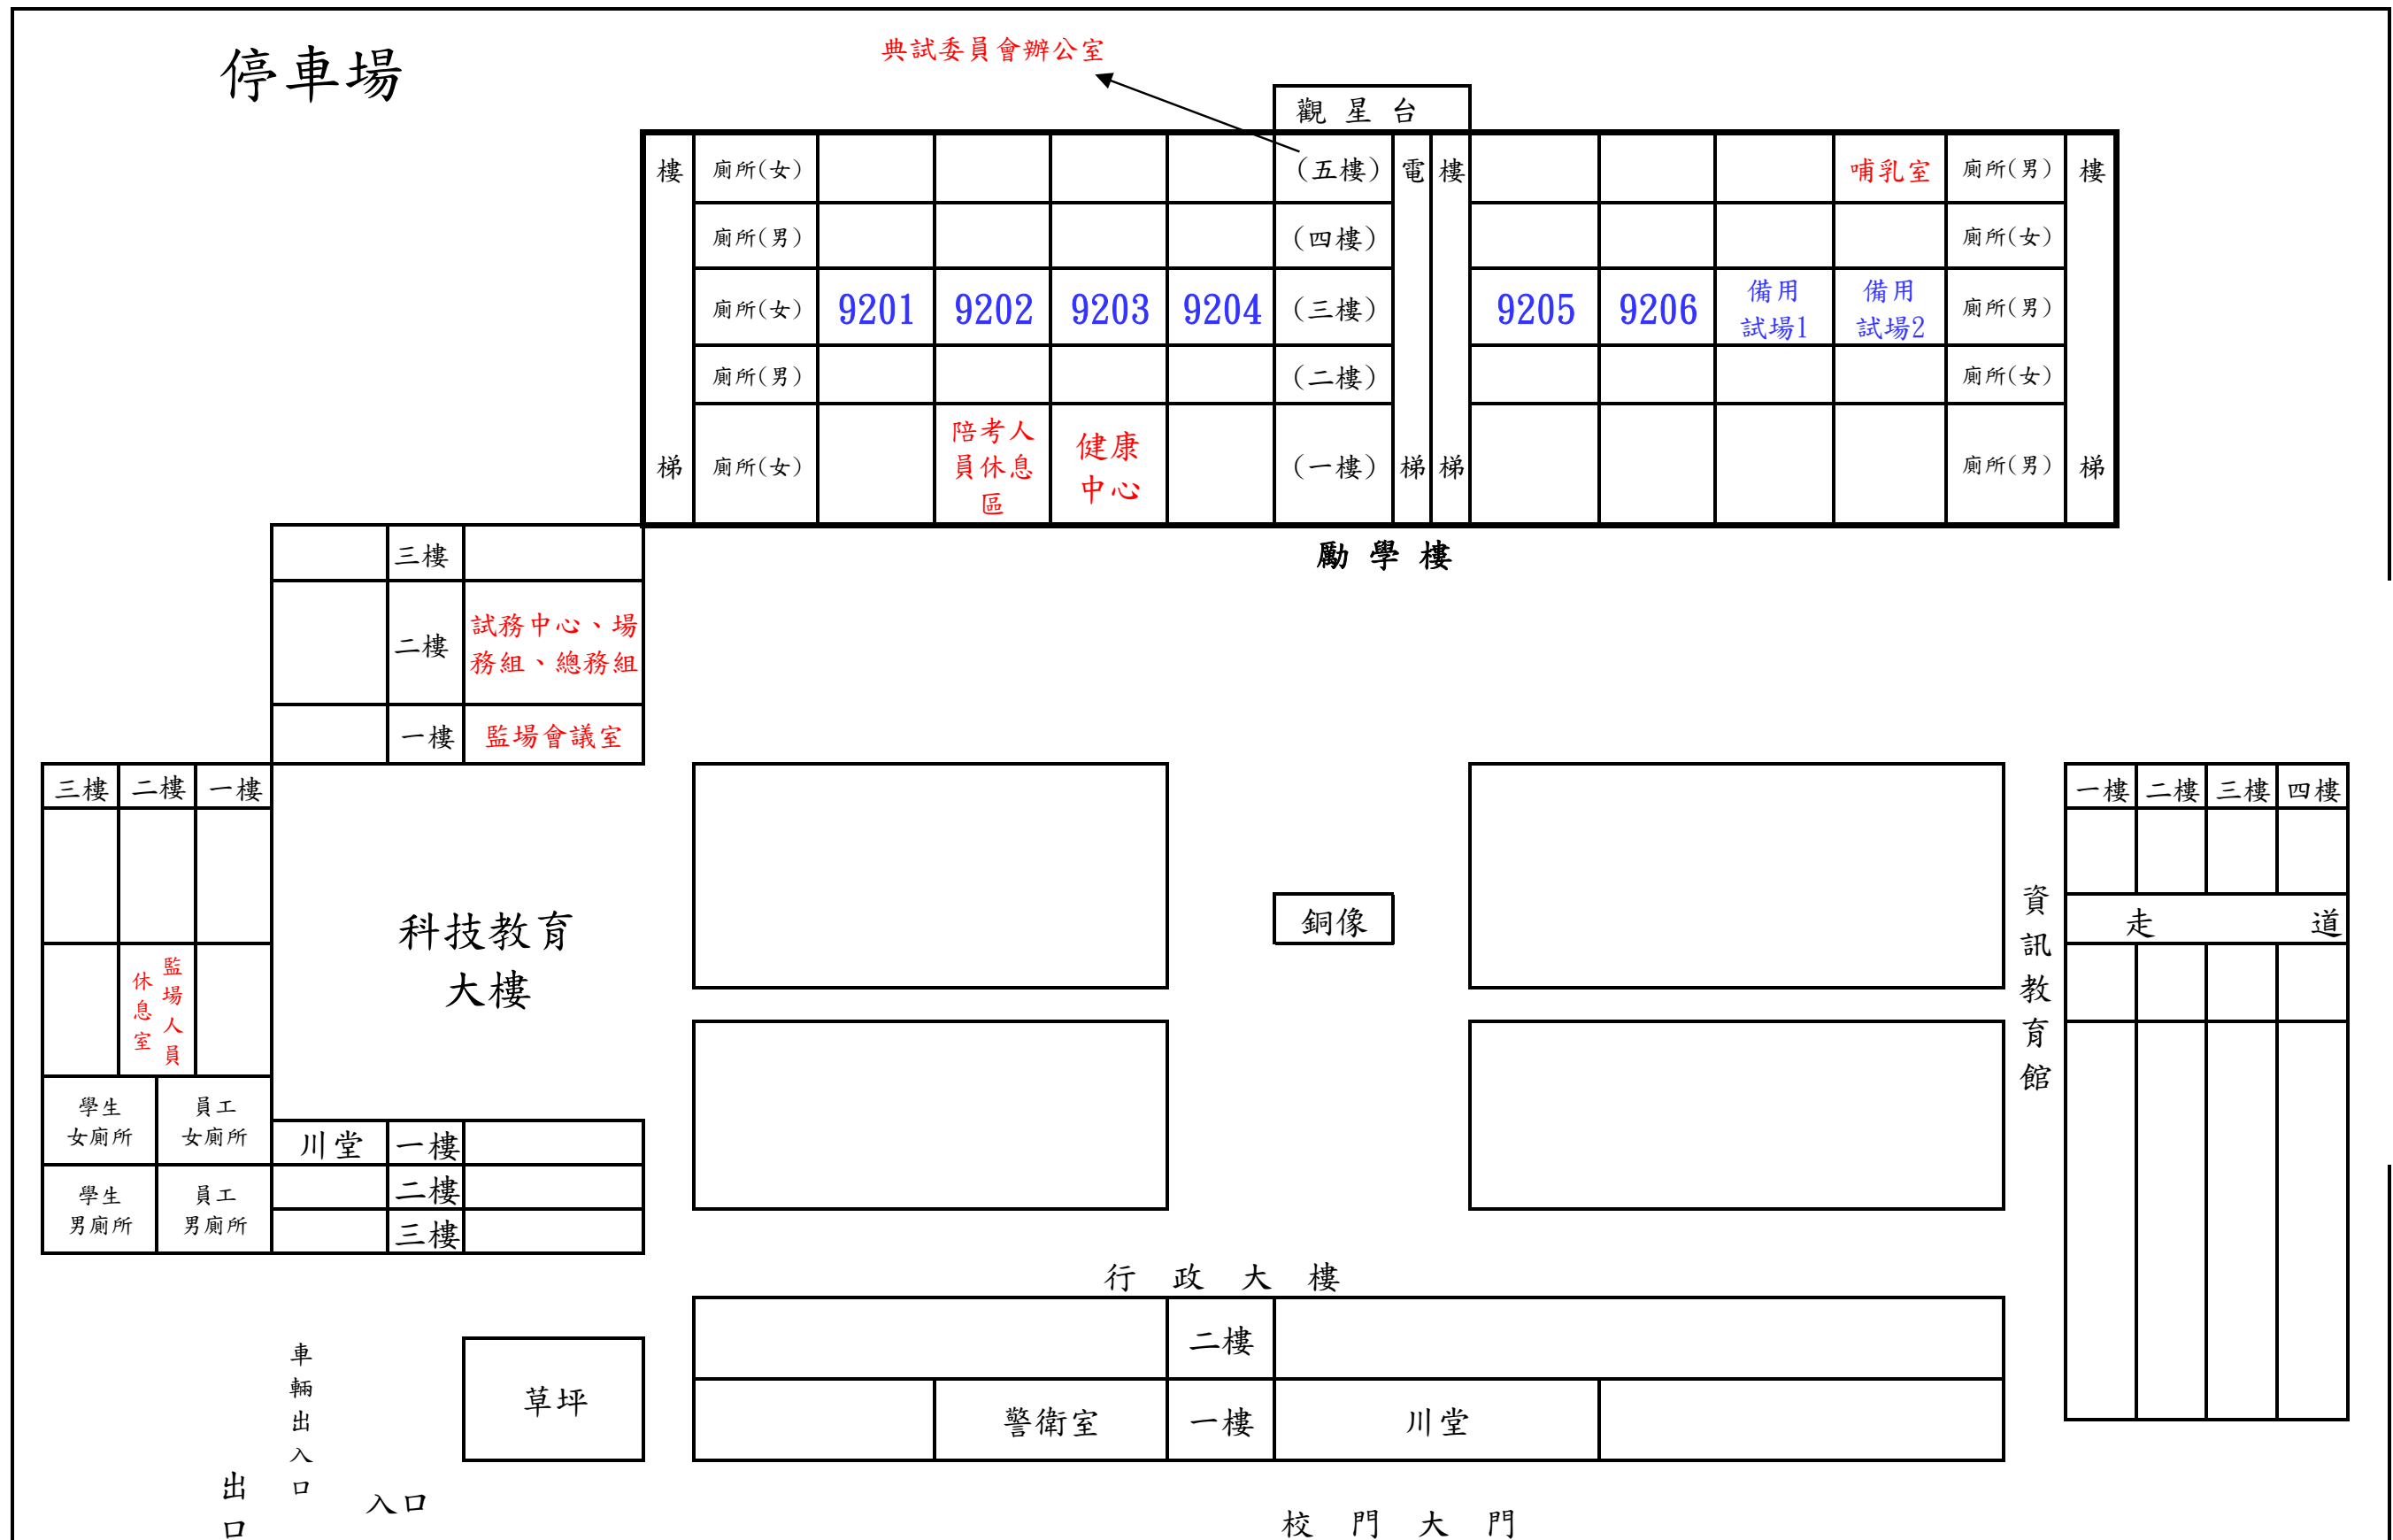 停車場
典試委員會辦公室
觀星台
樓 廁所(女) (五樓) 電 樓 哺乳室 廁所(男) 樓
廁所(男) (四樓) 廁所(女)
廁所(女) 9201 9202 9203 9204 (三樓) 9205 9206 備用 備用 廁所(男)
試場1 試場2
廁所(男) (二樓) 廁所(女)
梯 廁所(女) 陪考人 健康 (一樓) 梯 梯 廁所(男) 梯
員休息 中心
區
勵學樓
三樓
二樓 試務中心、場
務組、總務組
一樓 監場會議室
三樓 二樓 一樓
監場人員
休息室
科技教育
大樓
學生 員工
女廁所 女廁所
學生 員工
男廁所 男廁所
川堂 一樓
二樓
三樓
銅像
資訊教育館
一樓 二樓 三樓 四樓
走道
行政大樓
二樓
警衛室 一樓 川堂
草坪
車輛出入口
出口
入口
校門大門